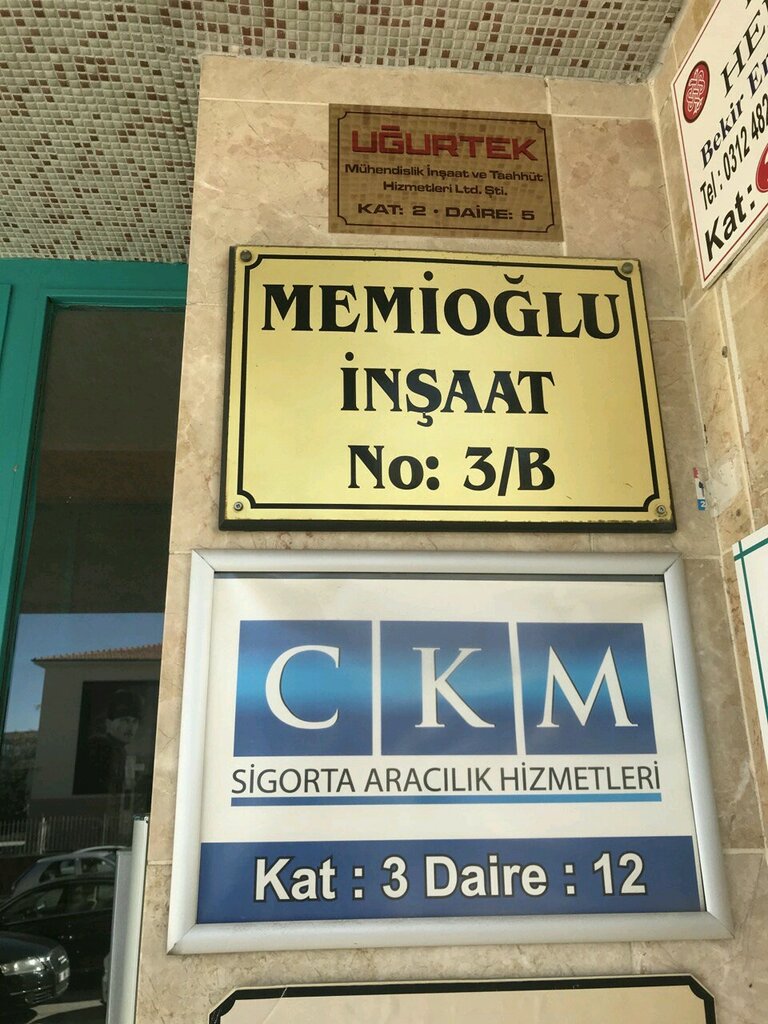 UĞURTEK
Mühendislik İnşaat ve Taahhüt
Hizmetleri Ltd. Şti.
KAT: 2 • DAİRE: 5
MEMİOĞLU
İNŞAAT
No: 3/B
CKM
SİGORTA ARACILIK HİZMETLERİ
Kat : 3 Daire : 12
Bekir
Tel : 0312 482
Kat: